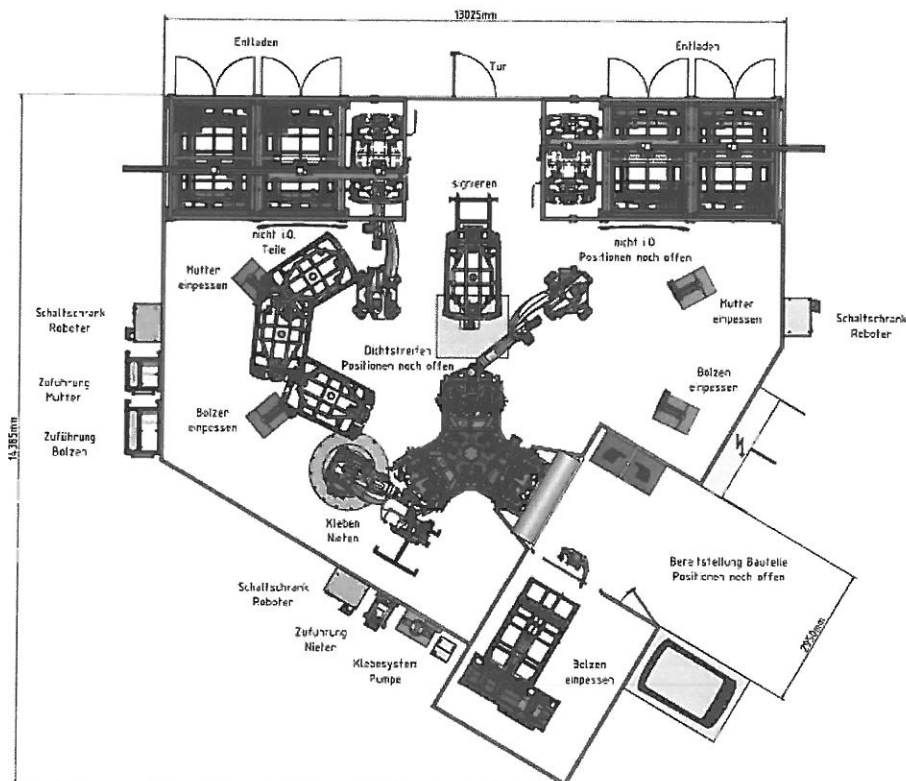 13025mm
Entladen
Entladen
Tür
signieren
nicht i.O.
Teile
nicht i.O
Positionen noch offen
Mutter
einpessen
Mutter
einpessen
Schaltschrank
Roboter
Schaltschrank
Roboter
Dichtstreifen
Positionen noch offen
Zuführung
Mutter
Bolzen
einpessen
Bolzen
einpessen
Zuführung
Bolzen
14385mm
Kleben
Nieten
Bereitstellung Bauteile
Positionen noch offen
Schaltschrank
Roboter
Zuführung
Nieten
Klebesystem
Pumpe
Bolzen
einpessen
2950mm